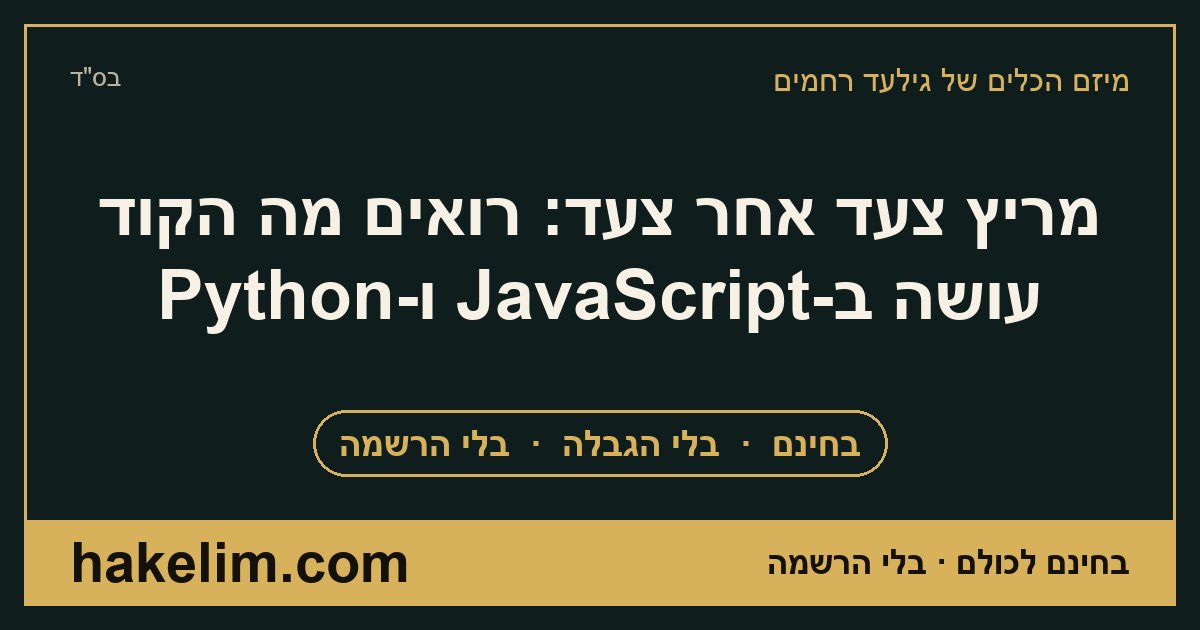 מיזם הכלים של גילעד רחמים
בס"ד
מריץ צעד אחר צעד: רואים מה הקוד
עושה ב-JavaScript ו-Python
בחינם · בלי הגבלה · בלי הרשמה
בחינם לכולם · בלי הרשמה
hakelim.com